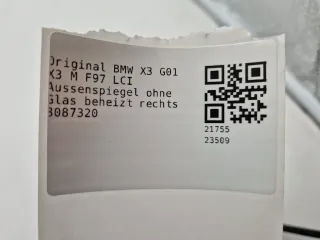 Original BMW X3 G01
X3 M F97 LCI
Aussenspiegel ohne
Glas beheizt rechts
8087320
21755
23509